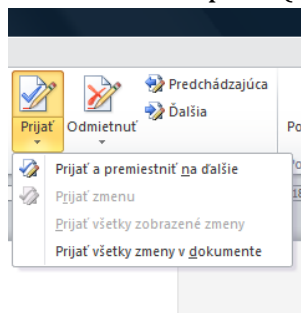 Predchádzajúca
Ďalšia
Prijať Odmietnuť
Prijať a premiestniť na ďalšie
Prijať zmenu
Prijať všetky zobrazené zmeny
Prijať všetky zmeny v dokumente